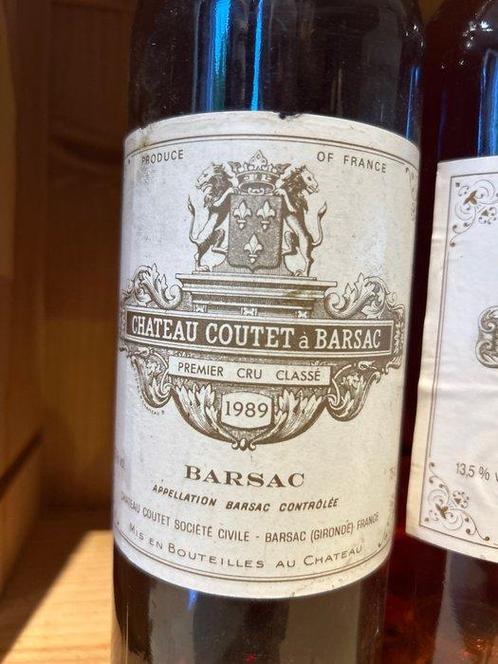 PRODUCE OF FRANCE
CHATEAU COUTET à BARSAC
PREMIER CRU CLASSÉ
1989
BARSAC
APPELLATION BARSAC CONTRÔLÉE
CHATEAU COUTET SOCIÉTÉ CIVILE - BARSAC (GIRONDE) FRANCE
MIS EN BOUTEILLES AU CHATEAU
13,5 % v